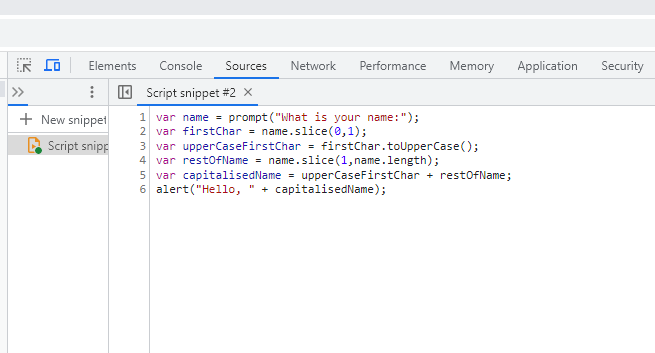 Elements Console Sources Network Performance Memory Application Security
Script snippet #2 ×
+ New snippet
Script snipp
1 var name = prompt("What is your name:");
2 var firstChar = name.slice(0,1);
3 var upperCaseFirstChar = firstChar.toUpperCase();
4 var restOfName = name.slice(1,name.length);
5 var capitalisedName = upperCaseFirstChar + restOfName;
6 alert("Hello, " + capitalisedName);